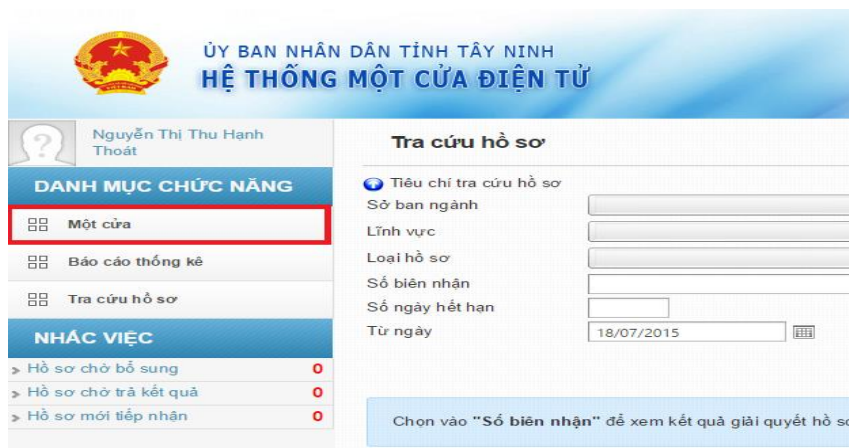 ỦY BAN NHÂN DÂN TỈNH TÂY NINH
HỆ THỐNG MỘT CỬA ĐIỆN TỬ
Nguyễn Thị Thu Hạnh
Thoát
DANH MỤC CHỨC NĂNG
Một cửa
Báo cáo thống kê
Tra cứu hồ sơ
NHẮC VIỆC
Hồ sơ chờ bổ sung 0
Hồ sơ chờ trả kết quả 0
Hồ sơ mới tiếp nhận 0
Tra cứu hồ sơ
Tiêu chí tra cứu hồ sơ
Sở ban ngành
Lĩnh vực
Loại hồ sơ
Số biên nhận
Số ngày hết hạn
Từ ngày 18/07/2015
Chọn vào "Số biên nhận" để xem kết quả giải quyết hồ